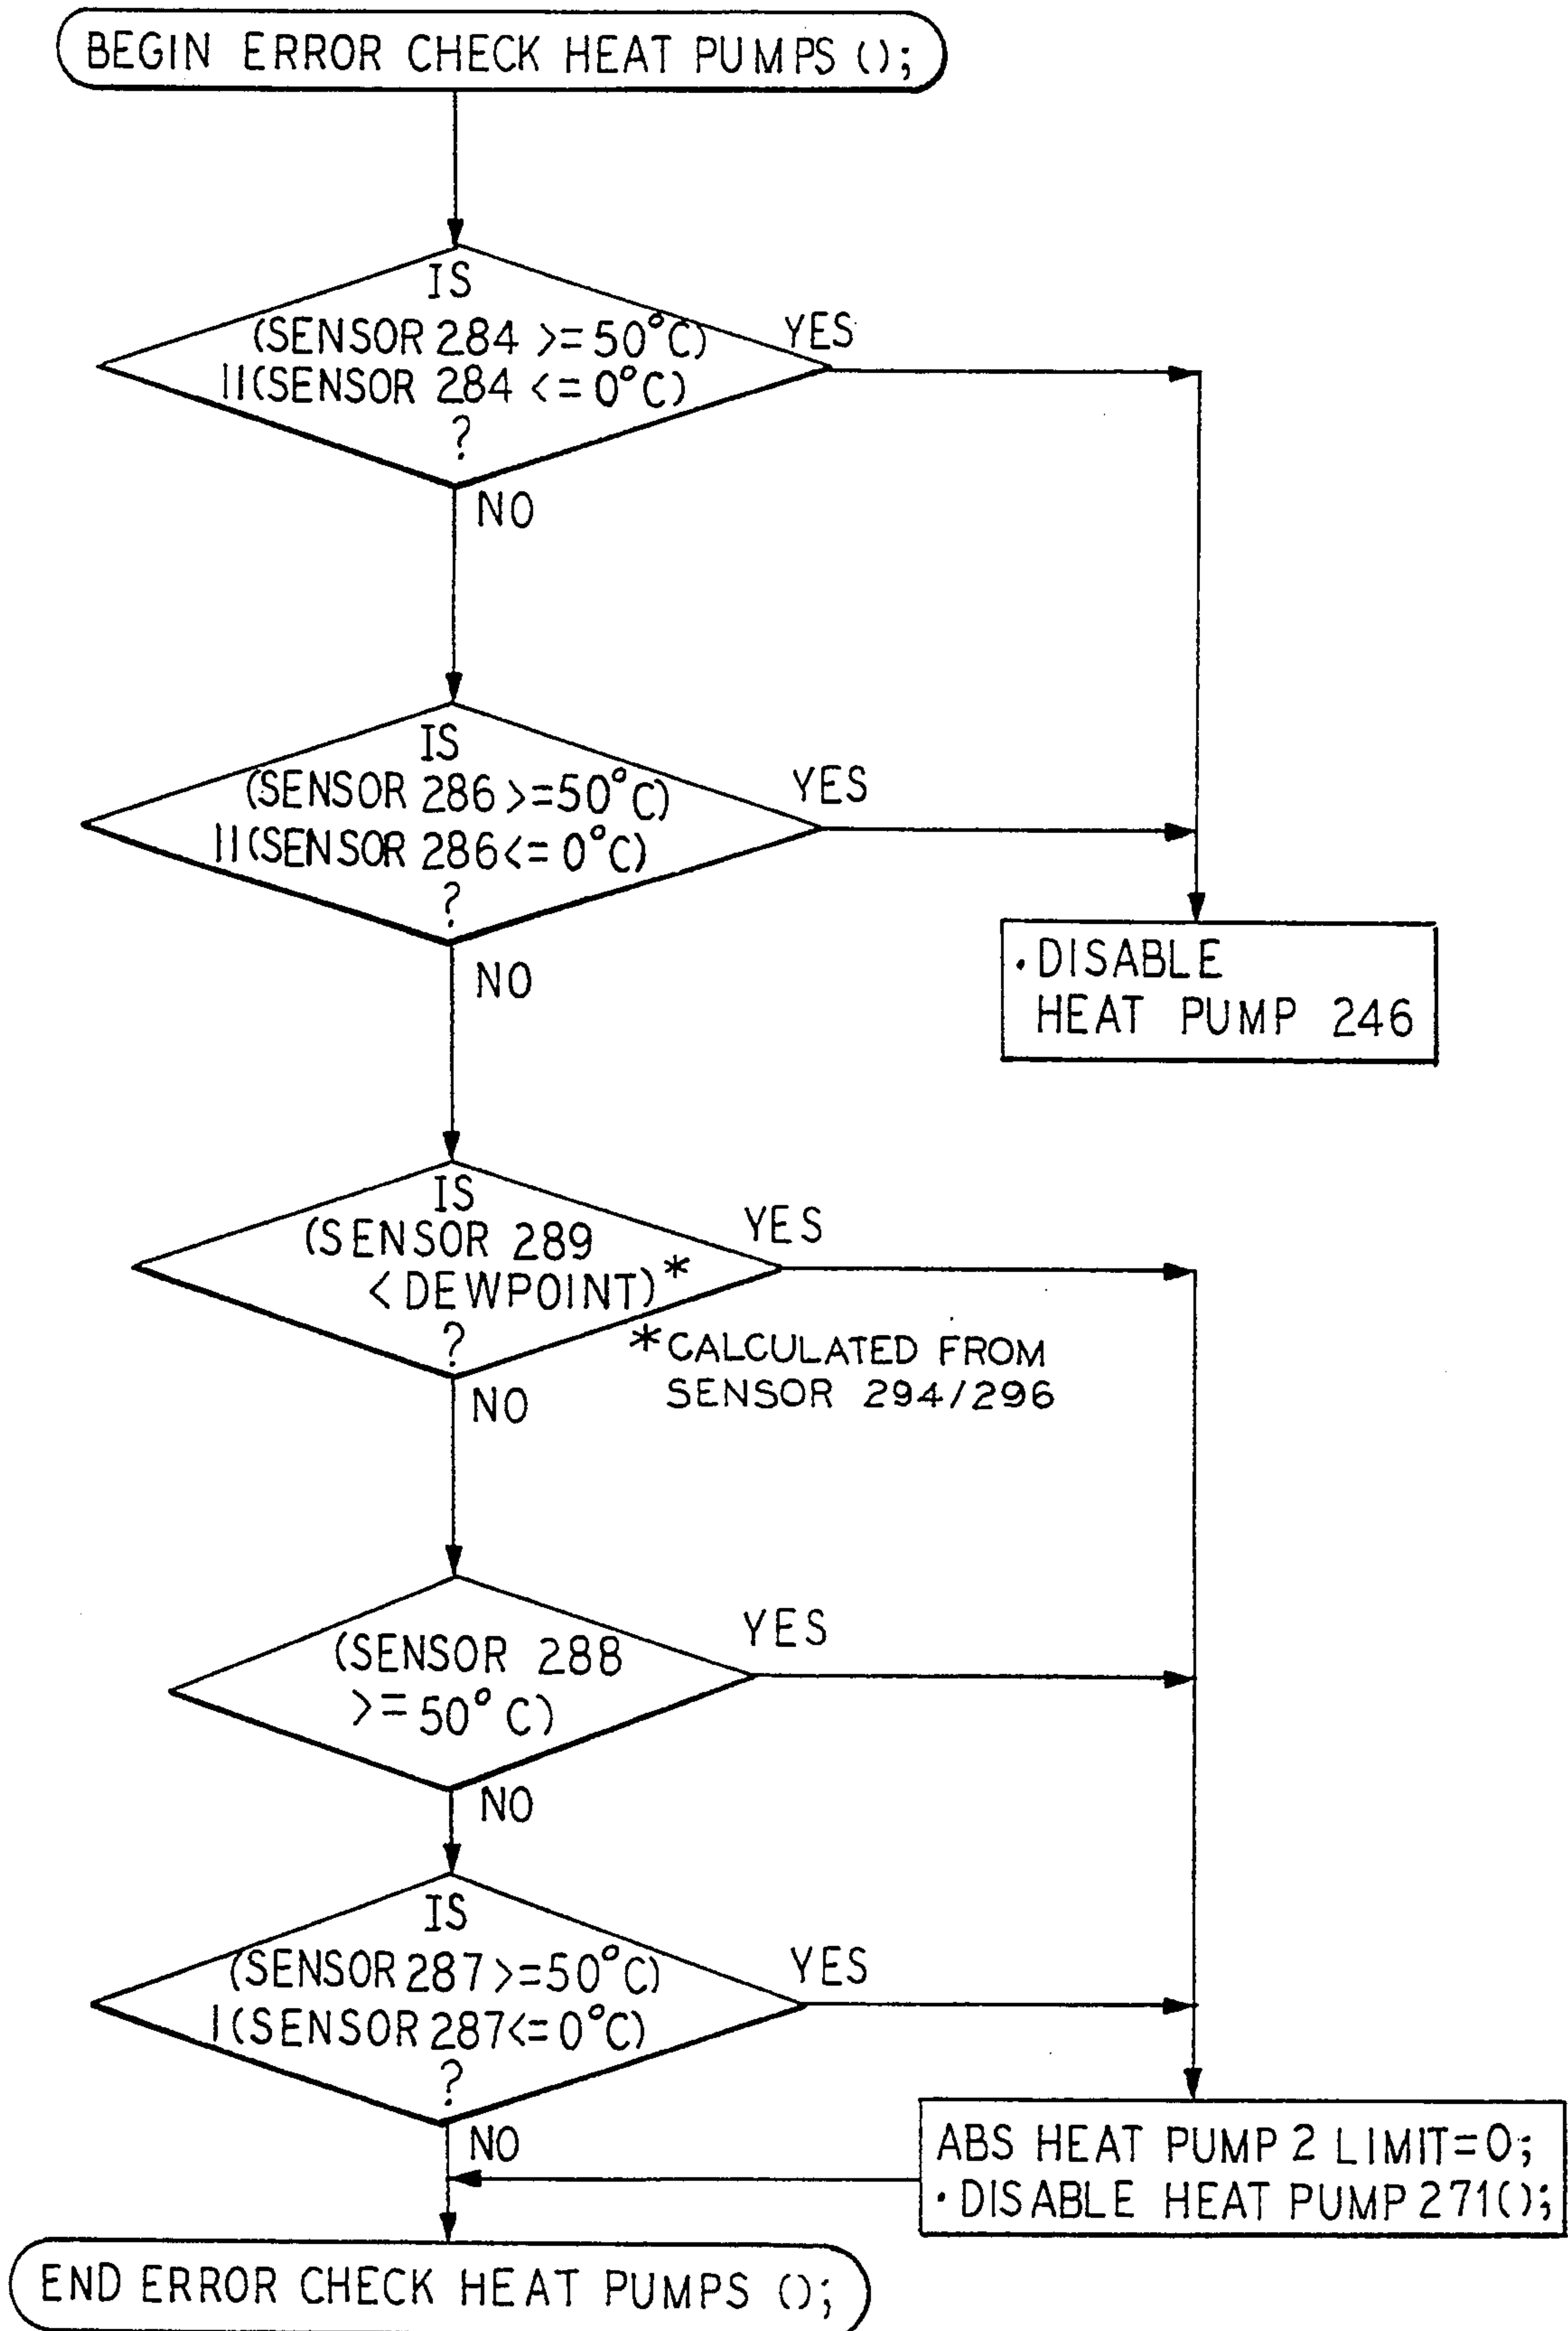 BEGIN ERROR CHECK HEAT PUMPS ();
IS
(SENSOR 284 >= 50°C)
||(SENSOR 284 <= 0°C)
?
YES
NO
IS
(SENSOR 286 >=50°C)
||(SENSOR 286<= 0°C)
?
YES
NO
.DISABLE
HEAT PUMP 246
IS
(SENSOR 289
< DEWPOINT)*
?
YES
*CALCULATED FROM
SENSOR 294/296
NO
(SENSOR 288
>=50°C)
YES
NO
IS
(SENSOR 287 >=50°C)
|(SENSOR 287<= 0°C)
?
YES
NO
ABS HEAT PUMP 2 LIMIT=0;
·DISABLE HEAT PUMP 271();
END ERROR CHECK HEAT PUMPS ();